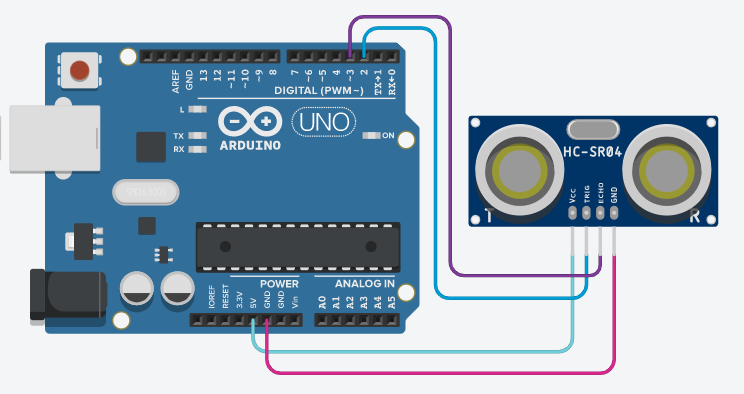 AREF
GND
13
12
~11
~10
~9
8
7
~6
~5
4
~3
2
TX→1
RX←0
DIGITAL (PWM~)
L
TX
RX
UNO
ON
ARDUINO
HC-SR04
Vcc
TRIG
ECHO
GND
T
R
POWER
ANALOG IN
IOREF
RESET
3.3V
5V
GND
GND
Vin
A0
A1
A2
A3
A4
A5